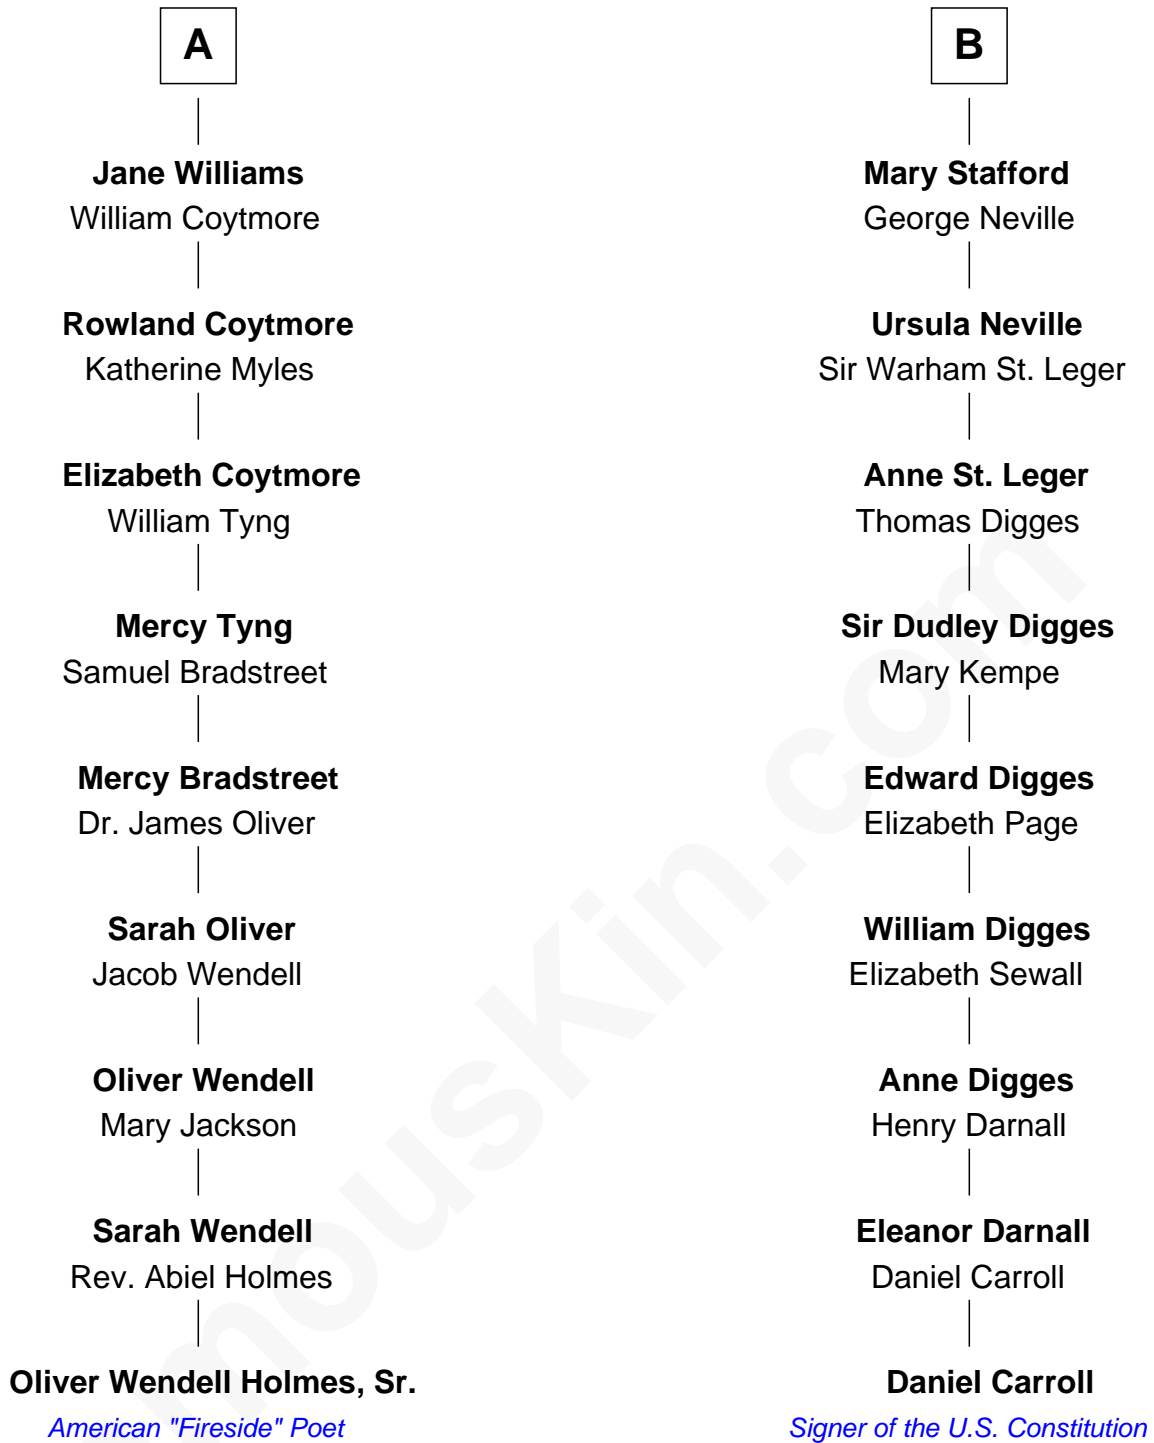 A
Jane Williams
William Coytmore
Rowland Coytmore
Katherine Myles
Elizabeth Coytmore
William Tyng
Mercy Tyng
Samuel Bradstreet
Mercy Bradstreet
Dr. James Oliver
Sarah Oliver
Jacob Wendell
Oliver Wendell
Mary Jackson
Sarah Wendell
Rev. Abiel Holmes
Oliver Wendell Holmes, Sr.
American "Fireside" Poet
B
Mary Stafford
George Neville
Ursula Neville
Sir Warham St. Leger
Anne St. Leger
Thomas Digges
Sir Dudley Digges
Mary Kempe
Edward Digges
Elizabeth Page
William Digges
Elizabeth Sewall
Anne Digges
Henry Darnall
Eleanor Darnall
Daniel Carroll
Daniel Carroll
Signer of the U.S. Constitution
mousKin.com